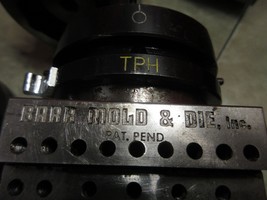 TPH
MOLD & DIE, Inc.
PAT. PEND